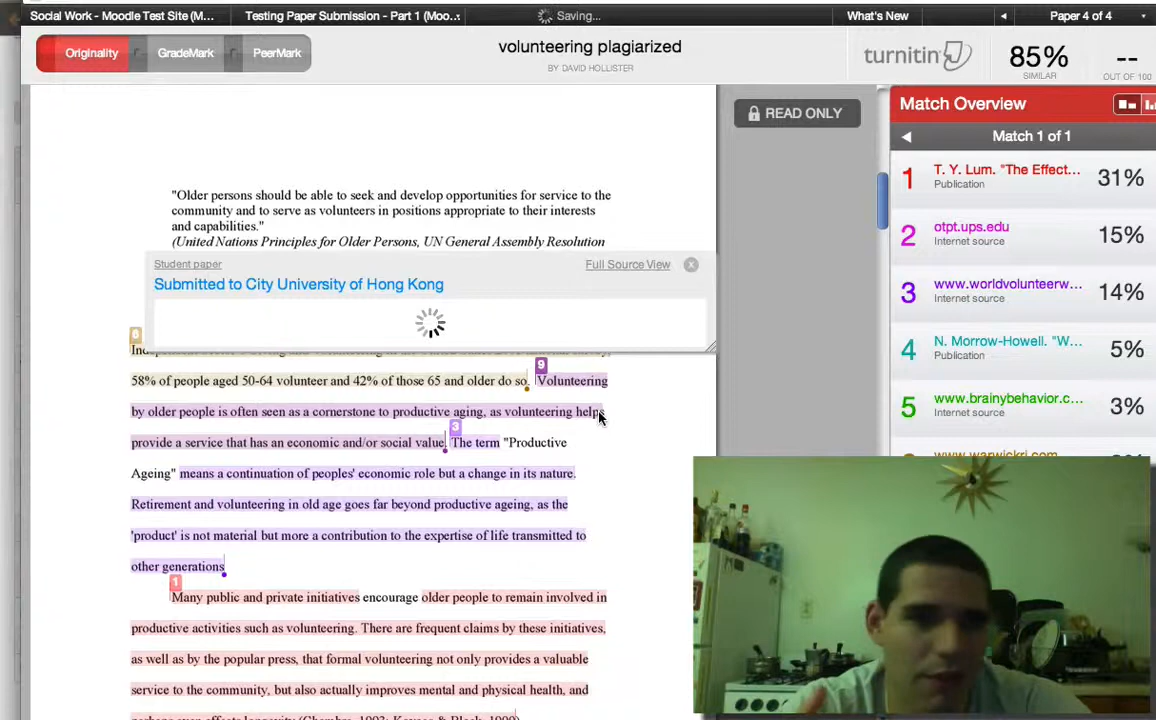 Social Work - Moodle Test Site (M...
Testing Paper Submission - Part 1 (Moo...
Saving...
What's New
Paper 4 of 4
Originality
GradeMark
PeerMark
volunteering plagiarized
BY DAVID HOLLISTER
turnitin
85%
SIMILAR
--
OUT OF 100
READ ONLY
Match Overview
Match 1 of 1
1 T. Y. Lum. "The Effect... 31%
Publication
2 otpt.ups.edu 15%
Internet source
3 www.worldvolunteerw... 14%
Internet source
4 N. Morrow-Howell. "W... 5%
Publication
5 www.brainybehavior.c... 3%
Internet source
"Older persons should be able to seek and develop opportunities for service to the
community and to serve as volunteers in positions appropriate to their interests
and capabilities."
(United Nations Principles for Older Persons, UN General Assembly Resolution
Student paper
Full Source View
Submitted to City University of Hong Kong
58% of people aged 50-64 volunteer and 42% of those 65 and older do so.
9
Volunteering
by older people is often seen as a cornerstone to productive aging, as volunteering helps
3
provide a service that has an economic and/or social value. The term "Productive
Ageing" means a continuation of peoples' economic role but a change in its nature.
Retirement and volunteering in old age goes far beyond productive ageing, as the
'product' is not material but more a contribution to the expertise of life transmitted to
other generations
1
Many public and private initiatives encourage older people to remain involved in
productive activities such as volunteering. There are frequent claims by these initiatives,
as well as by the popular press, that formal volunteering not only provides a valuable
service to the community, but also actually improves mental and physical health, and